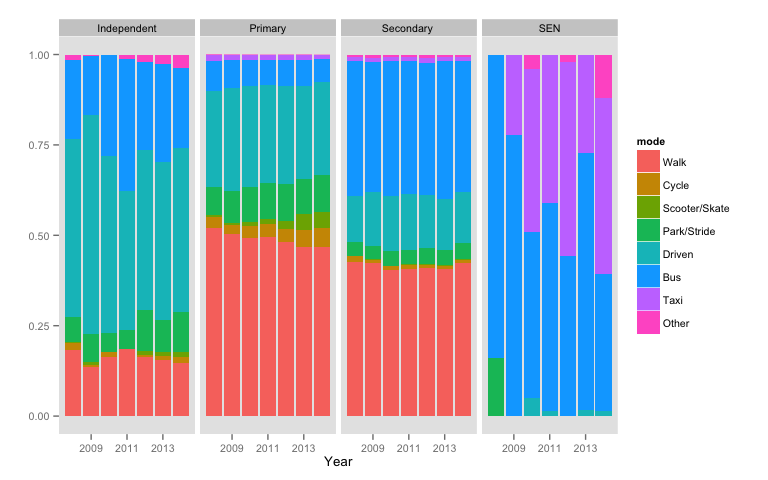 Independent Primary Secondary SEN
1.00
0.75
0.50
0.25
0.00
2009 2011 2013 2009 2011 2013 2009 2011 2013 2009 2011 2013
Year
mode
Walk
Cycle
Scooter/Skate
Park/Stride
Driven
Bus
Taxi
Other